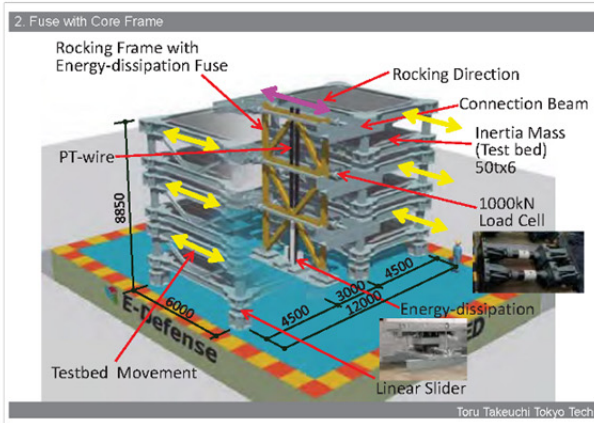 2. Fuse with Core Frame
Rocking Frame with
Energy-dissipation Fuse
Rocking Direction
Connection Beam
Inertia Mass
(Test bed)
50tx6
PT-wire
1000kN
Load Cell
8850
6000
4500
3000
4500
12000
Energy-dissipation
E-Defense
Testbed Movement
Linear Slider
Toru Takeuchi Tokyo Tech